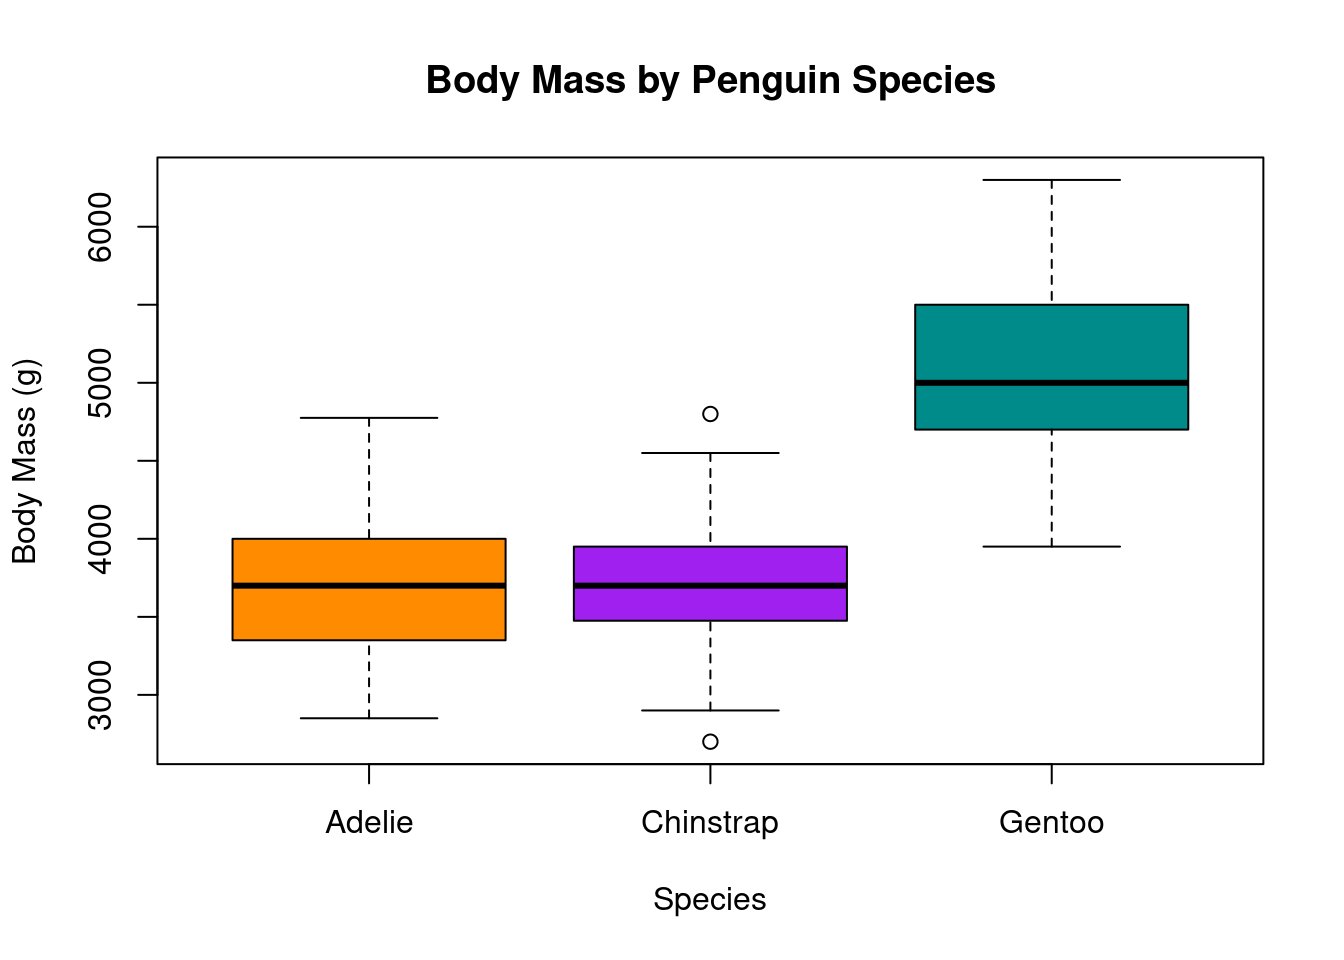 Body Mass by Penguin Species
Body Mass (g)
6000
5000
4000
3000
Adelie
Chinstrap
Gentoo
Species